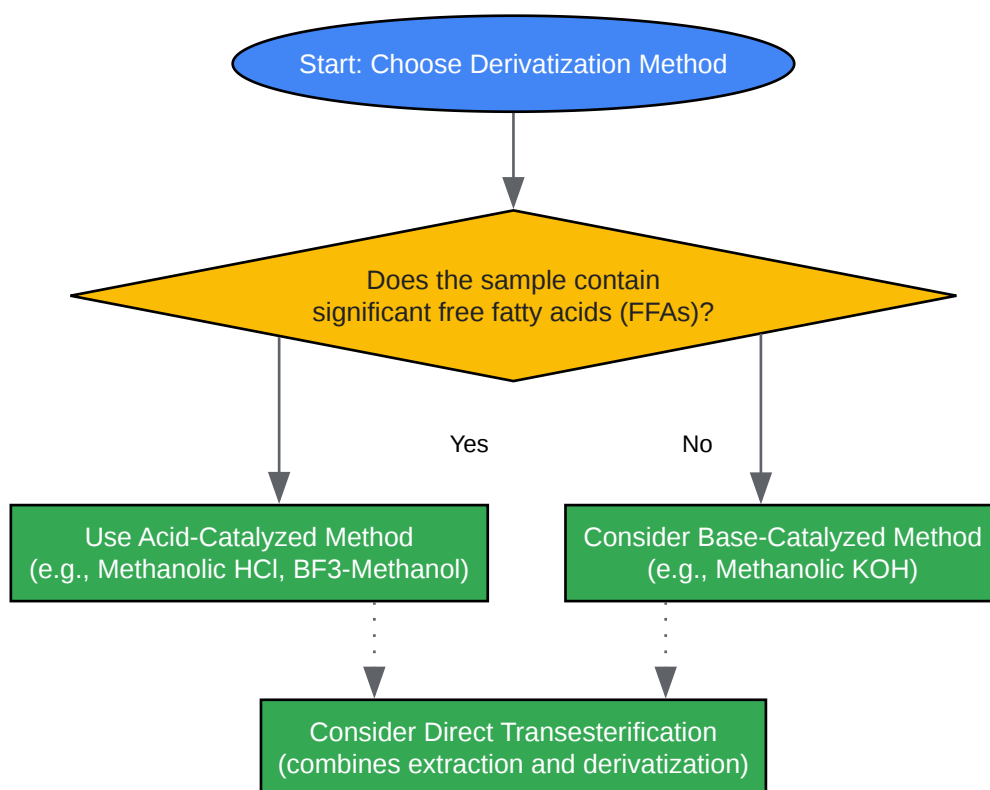 Start: Choose Derivatization Method
Does the sample contain
significant free fatty acids (FFAs)?
Yes
No
Use Acid-Catalyzed Method
(e.g., Methanolic HCl, BF3-Methanol)
Consider Base-Catalyzed Method
(e.g., Methanolic KOH)
Consider Direct Transesterification
(combines extraction and derivatization)